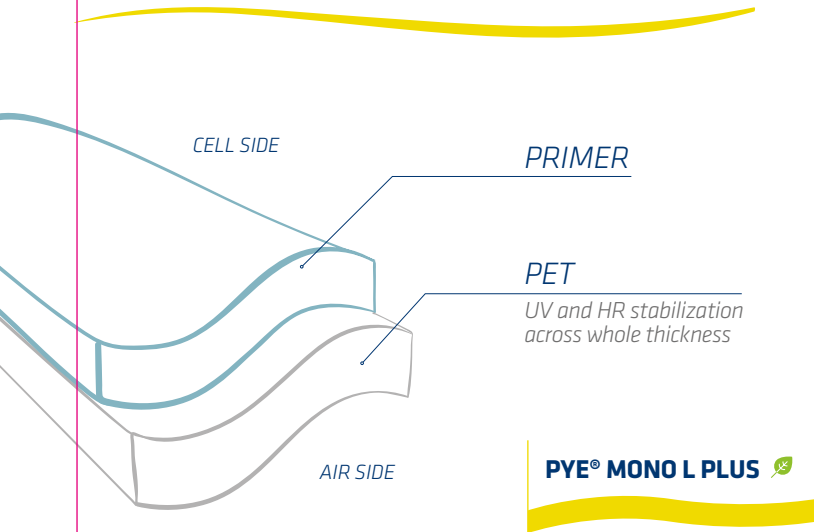 CELL SIDE
PRIMER
PET
UV and HR stabilization
across whole thickness
AIR SIDE
PYE® MONO L PLUS